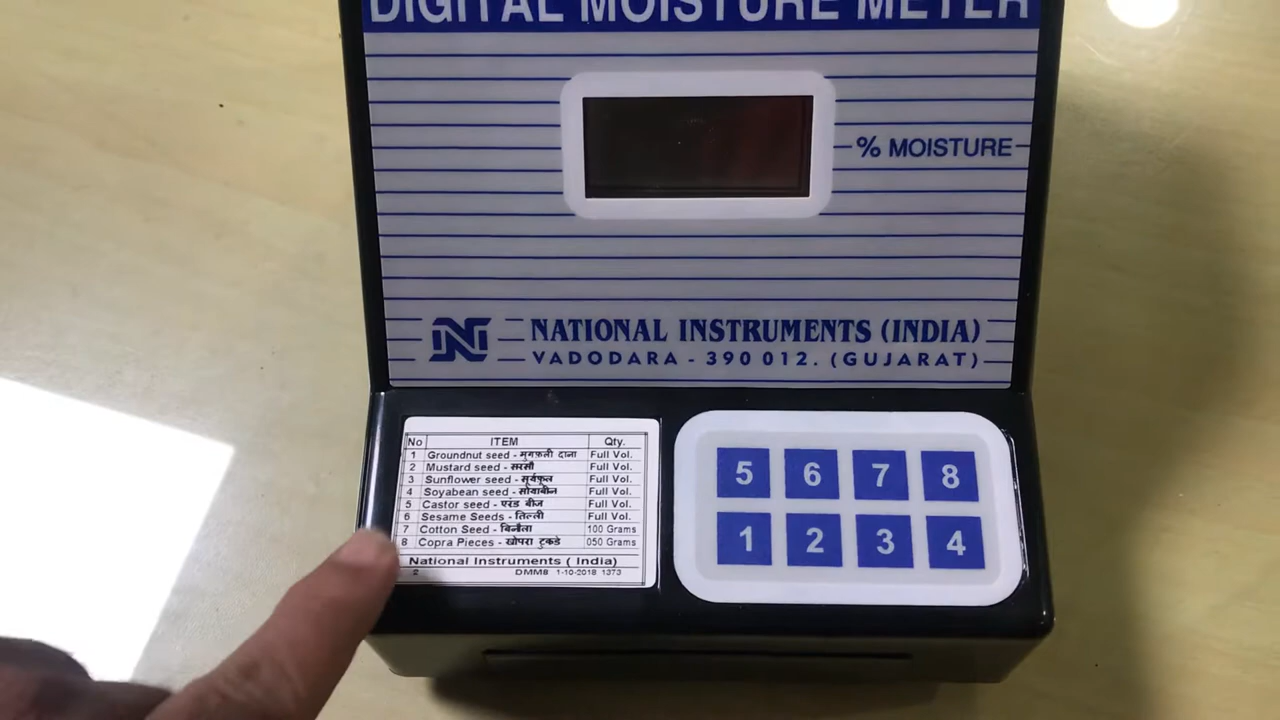 DIGITAL MOISTURE METER
% MOISTURE
NATIONAL INSTRUMENTS (INDIA)
VADODARA - 390 012. (GUJARAT)
No ITEM Qty.
1 Groundnut seed - मुगफ़ली दाना Full Vol.
2 Mustard seed - सरसौ Full Vol.
3 Sunflower seed - सूर्यफूल Full Vol.
4 Soyabean seed - सोयाबीन Full Vol.
5 Castor seed - एरंड बीज Full Vol.
6 Sesame Seeds - तिल्ली Full Vol.
7 Cotton Seed - बिनौला 100 Grams
8 Copra Pieces - खोपरा टुकडे 050 Grams
National Instruments ( India)
2 DMM8 1-10-2018 1373
5 6 7 8
1 2 3 4